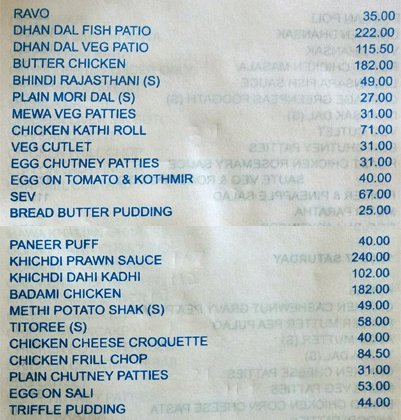 RAVO 35.00
DHAN DAL FISH PATIO 222.00
DHAN DAL VEG PATIO 115.50
BUTTER CHICKEN 182.00
BHINDI RAJASTHANI (S) 49.00
PLAIN MORI DAL (S) 27.00
MEWA VEG PATTIES 31.00
CHICKEN KATHI ROLL 71.00
VEG CUTLET 31.00
EGG CHUTNEY PATTIES 31.00
EGG ON TOMATO & KOTHMIR 40.00
SEV 67.00
BREAD BUTTER PUDDING 25.00
PANEER PUFF 40.00
KHICHDI PRAWN SAUCE 247.00
KHICHDI DAHI KADHI 102.00
BADAMI CHICKEN 182.00
METHI POTATO SHAK (S) 49.00
TITOREE (S) 58.00
CHICKEN CHEESE CROQUETTE 40.00
CHICKEN FRILL CHOP 84.50
PLAIN CHUTNEY PATTIES 31.00
EGG ON SALI 53.00
TRIFFLE PUDDING 44.00